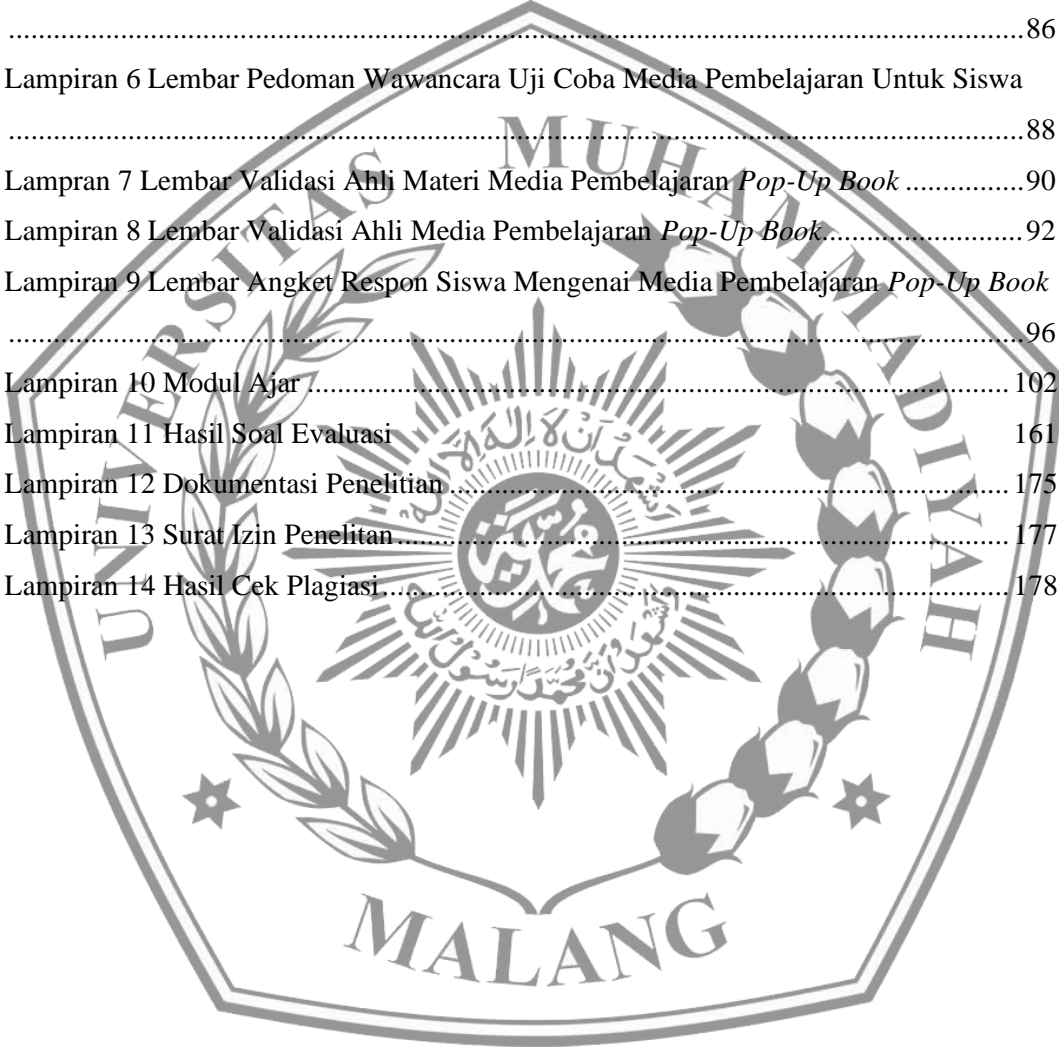 ........................................................................................................................................86
Lampiran 6 Lembar Pedoman Wawancara Uji Coba Media Pembelajaran Untuk Siswa
........................................................................................................................................88
Lampran 7 Lembar Validasi Ahli Materi Media Pembelajaran Pop-Up Book ................90
Lampiran 8 Lembar Validasi Ahli Media Pembelajaran Pop-Up Book...........................92
Lampiran 9 Lembar Angket Respon Siswa Mengenai Media Pembelajaran Pop-Up Book
........................................................................................................................................96
Lampiran 10 Modul Ajar ..............................................................................................102
Lampiran 11 Hasil Soal Evaluasi ..................................................................................161
Lampiran 12 Dokumentasi Penelitian ...........................................................................175
Lampiran 13 Surat Izin Penelitan ..................................................................................177
Lampiran 14 Hasil Cek Plagiasi ....................................................................................178
UNIVERSITAS MUHAMMADIYAH
MALANG